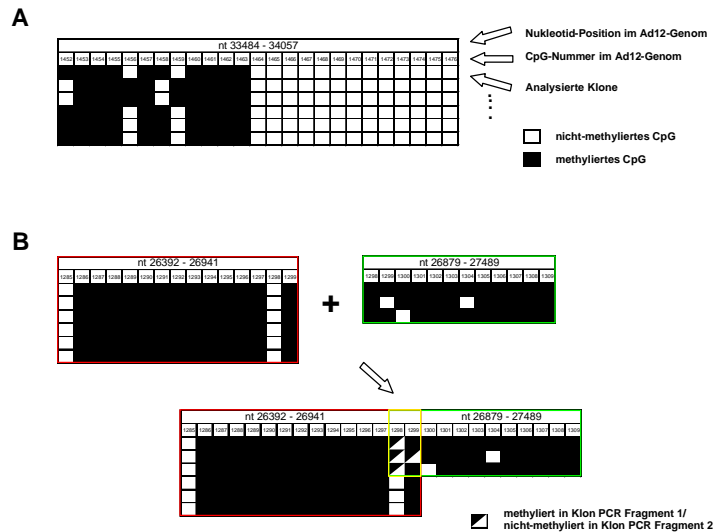 A
nt 33484 - 34057
1452 1453 1454 1455 1456 1457 1458 1459 1460 1461 1462 1463 1464 1465 1466 1467 1468 1469 1470 1471 1472 1473 1474 1475 1476
Nukleotid-Position im Ad12-Genom
CpG-Nummer im Ad12-Genom
Analysierte Klone
nicht-methyliertes CpG
methyliertes CpG
B
nt 26392 - 26941
1285 1286 1287 1288 1289 1290 1291 1292 1293 1294 1295 1296 1297 1298 1299
+
nt 26879 - 27489
1298 1299 1300 1301 1302 1303 1304 1305 1306 1307 1308 1309
nt 26392 - 26941 nt 26879 - 27489
1285 1286 1287 1288 1289 1290 1291 1292 1293 1294 1295 1296 1297 1298 1299 1300 1301 1302 1303 1304 1305 1306 1307 1308 1309
methyliert in Klon PCR Fragment 1/
nicht-methyliert in Klon PCR Fragment 2